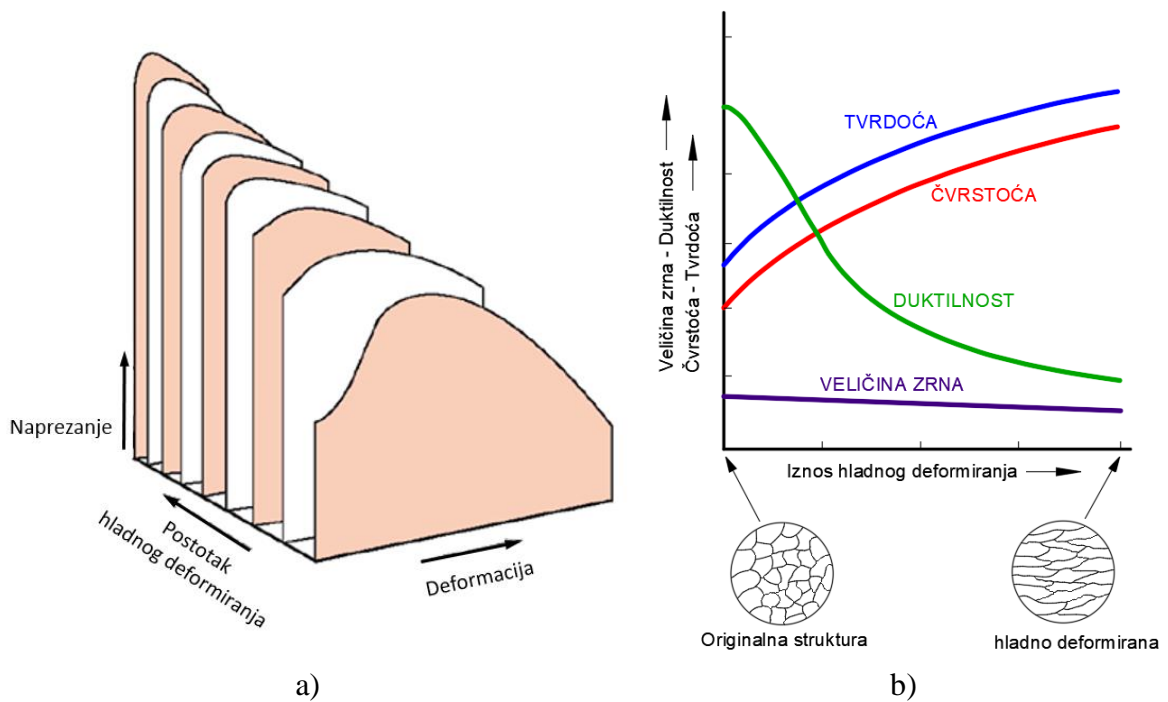 Naprezanje
Postotak
hladnog deformiranja
Deformacija
a)
Veličina zrna - Duktilnost
Čvrstoća - Tvrdoća
TVRDOĆA
ČVRSTOĆA
DUKTILNOST
VELIČINA ZRNA
Iznos hladnog deformiranja
Originalna struktura
hladno deformirana
b)